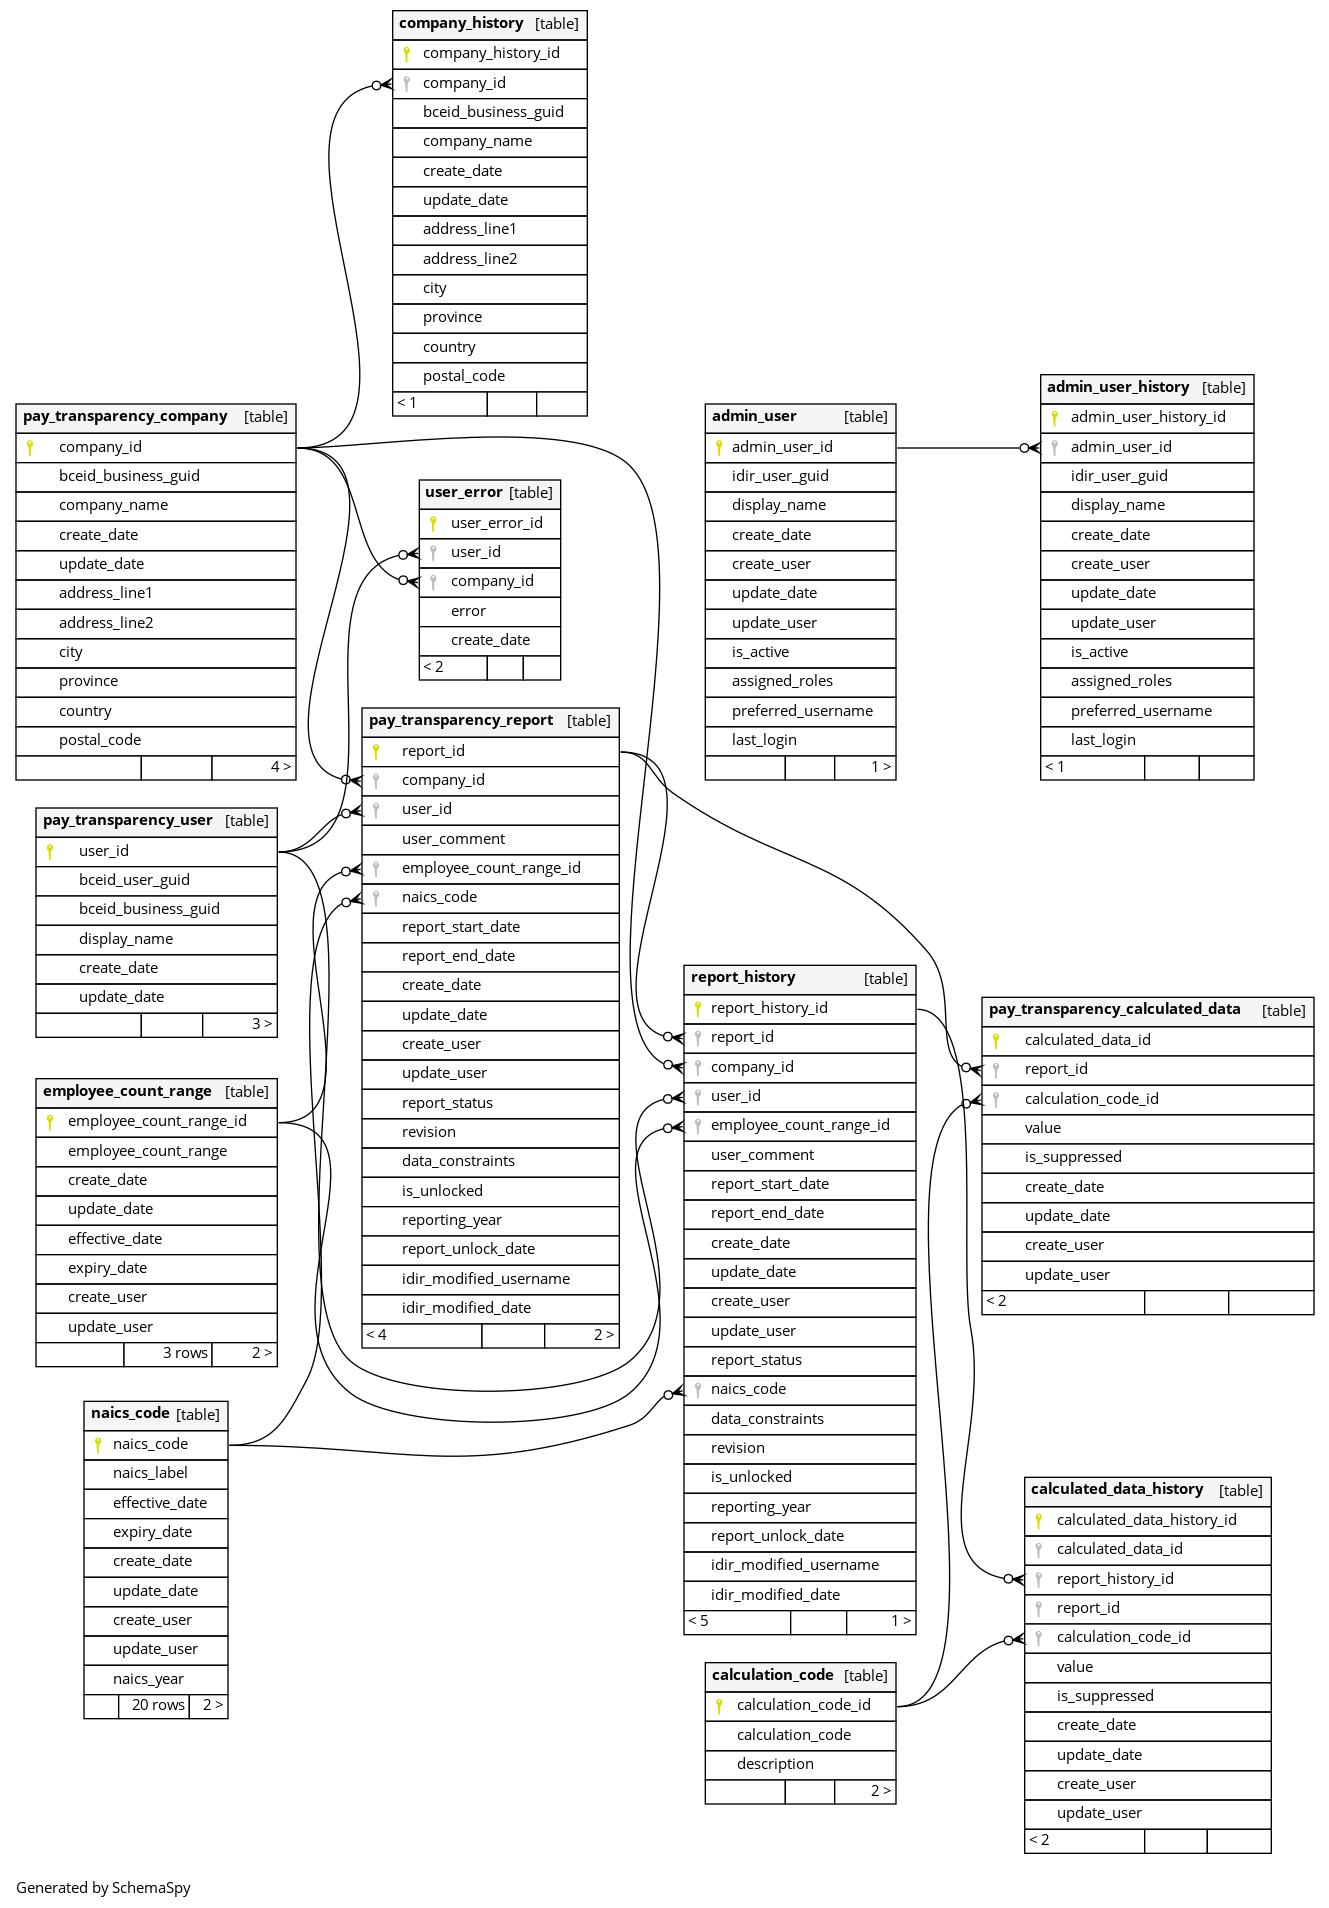 company_history [table]
company_history_id
company_id
bceid_business_guid
company_name
create_date
update_date
address_line1
address_line2
city
province
country
postal_code
< 1
pay_transparency_company [table]
company_id
bceid_business_guid
company_name
create_date
update_date
address_line1
address_line2
city
province
country
postal_code
4 >
user_error [table]
user_error_id
user_id
company_id
error
create_date
< 2
admin_user [table]
admin_user_id
idir_user_guid
display_name
create_date
create_user
update_date
update_user
is_active
assigned_roles
preferred_username
last_login
1 >
admin_user_history [table]
admin_user_history_id
admin_user_id
idir_user_guid
display_name
create_date
create_user
update_date
update_user
is_active
assigned_roles
preferred_username
last_login
< 1
pay_transparency_user [table]
user_id
bceid_user_guid
bceid_business_guid
display_name
create_date
update_date
3 >
pay_transparency_report [table]
report_id
company_id
user_id
user_comment
employee_count_range_id
naics_code
report_start_date
report_end_date
create_date
update_date
create_user
update_user
report_status
revision
data_constraints
is_unlocked
reporting_year
report_unlock_date
idir_modified_username
idir_modified_date
< 4 2 >
employee_count_range [table]
employee_count_range_id
employee_count_range
create_date
update_date
effective_date
expiry_date
create_user
update_user
3 rows 2 >
naics_code [table]
naics_code
naics_label
effective_date
expiry_date
create_date
update_date
create_user
update_user
naics_year
20 rows 2 >
report_history [table]
report_history_id
report_id
company_id
user_id
employee_count_range_id
user_comment
report_start_date
report_end_date
create_date
update_date
create_user
update_user
report_status
naics_code
data_constraints
revision
is_unlocked
reporting_year
report_unlock_date
idir_modified_username
idir_modified_date
< 5 1 >
pay_transparency_calculated_data [table]
calculated_data_id
report_id
calculation_code_id
value
is_suppressed
create_date
update_date
create_user
update_user
< 2
calculation_code [table]
calculation_code_id
calculation_code
description
2 >
calculated_data_history [table]
calculated_data_history_id
calculated_data_id
report_history_id
report_id
calculation_code_id
value
is_suppressed
create_date
update_date
create_user
update_user
< 2
Generated by SchemaSpy